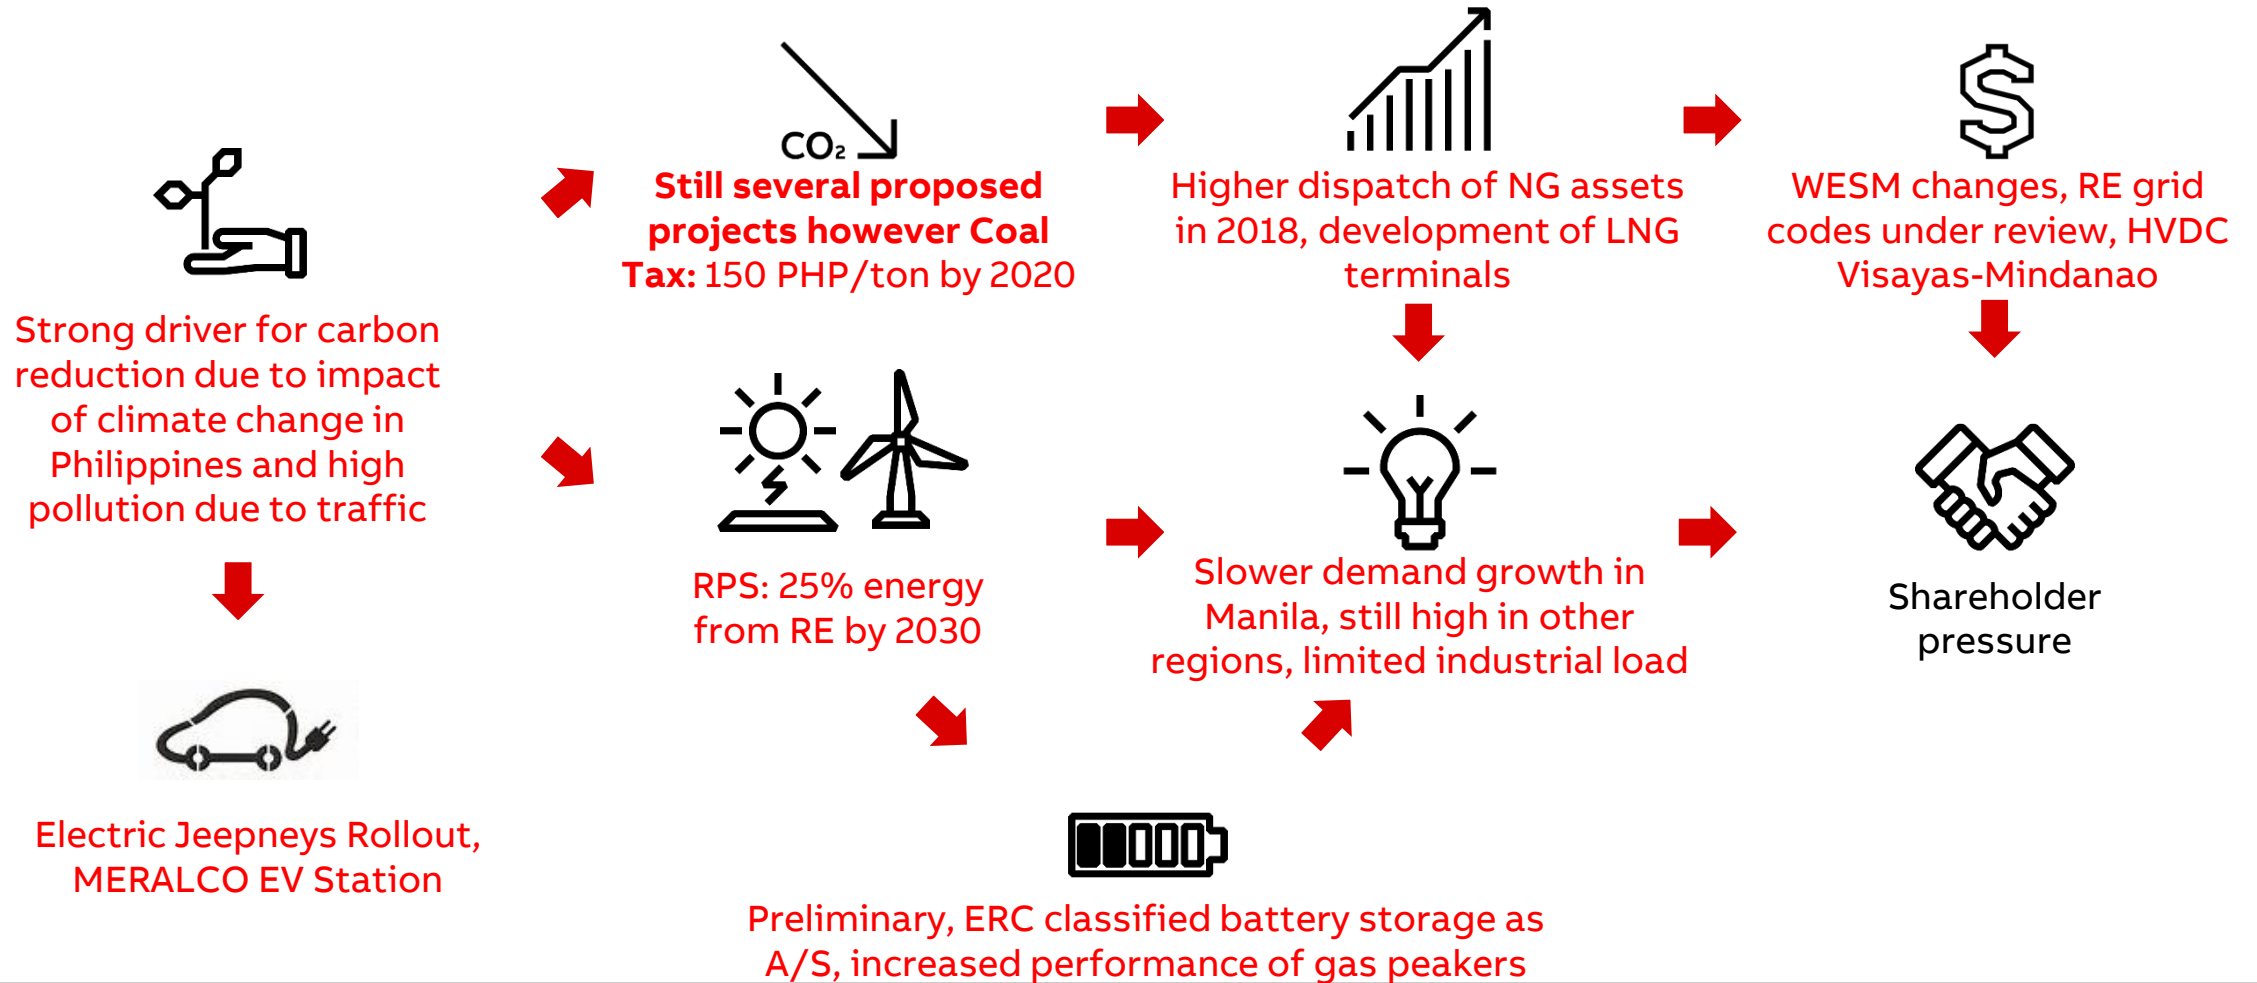 CO₂
Still several proposed
projects however Coal
Tax: 150 PHP/ton by 2020
Higher dispatch of NG assets
in 2018, development of LNG
terminals
WESM changes, RE grid
codes under review, HVDC
Visayas-Mindanao
Strong driver for carbon
reduction due to impact
of climate change in
Philippines and high
pollution due to traffic
RPS: 25% energy
from RE by 2030
Slower demand growth in
Manila, still high in other
regions, limited industrial load
Shareholder
pressure
Electric Jeepneys Rollout,
MERALCO EV Station
Preliminary, ERC classified battery storage as
A/S, increased performance of gas peakers